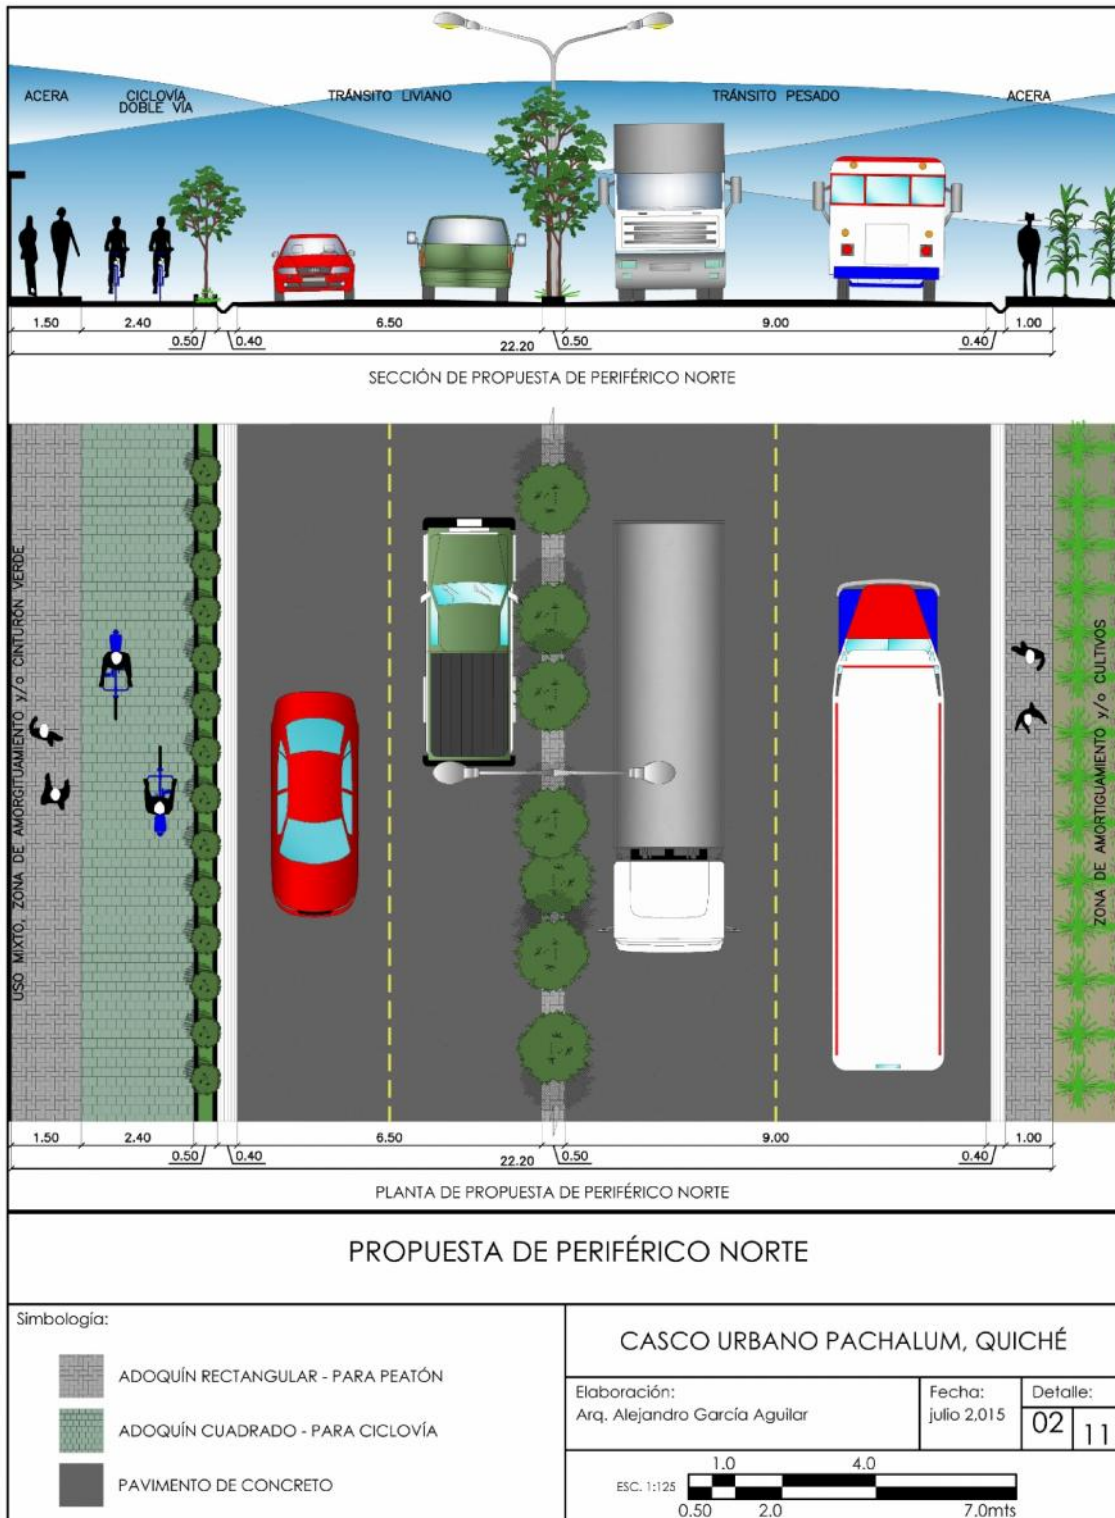 ACERA
CICLOVÍA
DOBLE VÍA
TRÁNSITO LIVIANO
TRÁNSITO PESADO
ACERA
1.50
2.40
0.50
0.40
6.50
0.50
9.00
0.40
1.00
22.20
SECCIÓN DE PROPUESTA DE PERIFÉRICO NORTE
USO MIXTO, ZONA DE AMORGITUAMIENTO y/o CINTURÓN VERDE
ZONA DE AMORTIGUAMIENTO y/o CULTIVOS
1.50
2.40
0.50
0.40
6.50
0.50
9.00
0.40
1.00
22.20
PLANTA DE PROPUESTA DE PERIFÉRICO NORTE
PROPUESTA DE PERIFÉRICO NORTE
Simbología:
ADOQUÍN RECTANGULAR - PARA PEATÓN
ADOQUÍN CUADRADO - PARA CICLOVÍA
PAVIMENTO DE CONCRETO
CASCO URBANO PACHALUM, QUICHÉ
Elaboración:
Arq. Alejandro García Aguilar
Fecha:
julio 2,015
Detalle:
02 11
ESC. 1:125
1.0 4.0
0.50 2.0 7.0mts